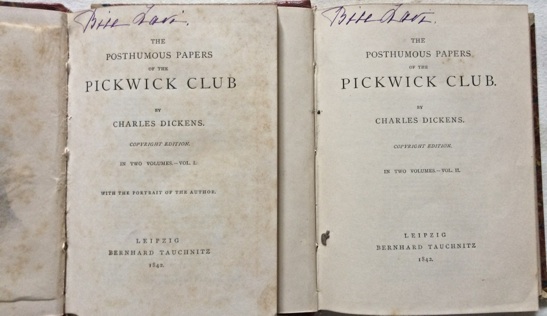 THE
POSTHUMOUS PAPERS
OF THE
PICKWICK CLUB
BY
CHARLES DICKENS.
COPYRIGHT EDITION.
IN TWO VOLUMES.—VOL. I.
WITH THE PORTRAIT OF THE AUTHOR.
LEIPZIG
BERNHARD TAUCHNITZ
1842.
THE
POSTHUMOUS PAPERS
OF THE
PICKWICK CLUB.
BY
CHARLES DICKENS.
COPYRIGHT EDITION.
IN TWO VOLUMES.—VOL. II.
LEIPZIG
BERNHARD TAUCHNITZ
1842.